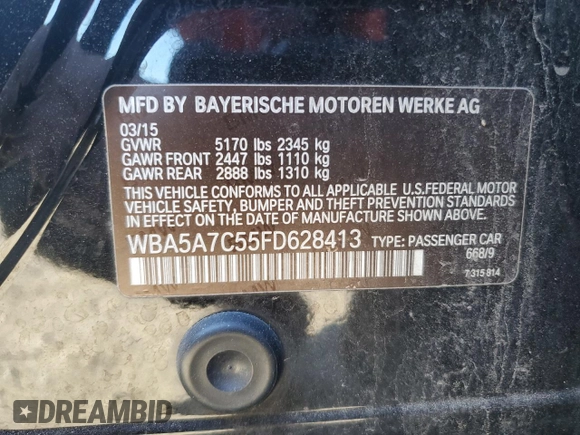 MFD BY BAYERISCHE MOTOREN WERKE AG
03/15
GVWR 5170 lbs 2345 kg
GAWR FRONT 2447 lbs 1110 kg
GAWR REAR 2888 lbs 1310 kg
THIS VEHICLE CONFORMS TO ALL APPLICABLE U.S.FEDERAL MOTOR
VEHICLE SAFETY, BUMPER AND THEFT PREVENTION STANDARDS
IN EFFECT ON THE DATE OF MANUFACTURE SHOWN ABOVE.
WBA5A7C55FD628413 TYPE: PASSENGER CAR
668/9
7 315 814
DREAMBID